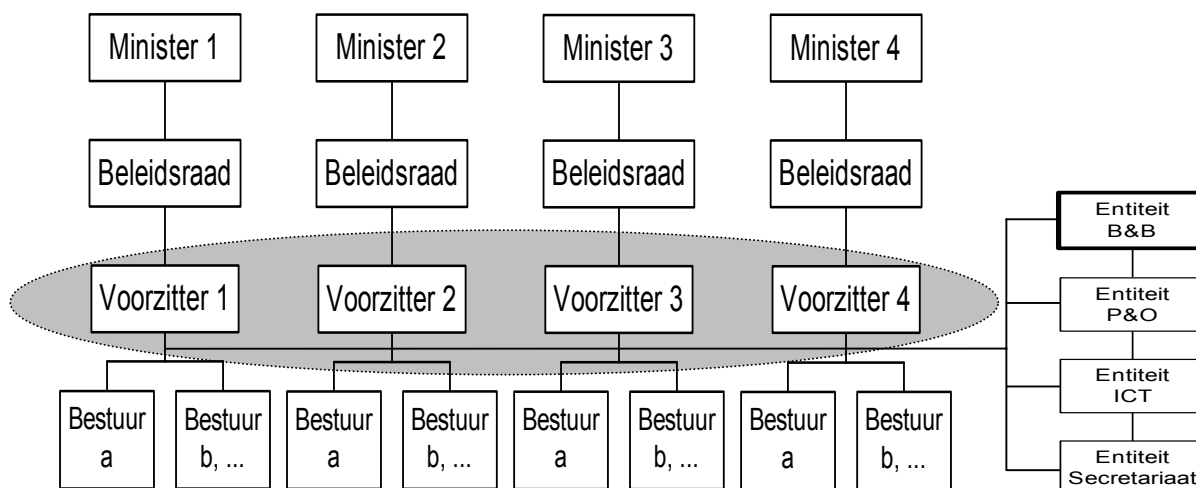 Minister 1
Minister 2
Minister 3
Minister 4
Beleidsraad
Beleidsraad
Beleidsraad
Beleidsraad
Entiteit
B&B
Voorzitter 1
Voorzitter 2
Voorzitter 3
Voorzitter 4
Entiteit
P&O
Entiteit
ICT
Bestuur
a
Bestuur
b, ...
Bestuur
a
Bestuur
b, ...
Bestuur
a
Bestuur
b, ...
Bestuur
a
Bestuur
b, ...
Entiteit
Secretariaat